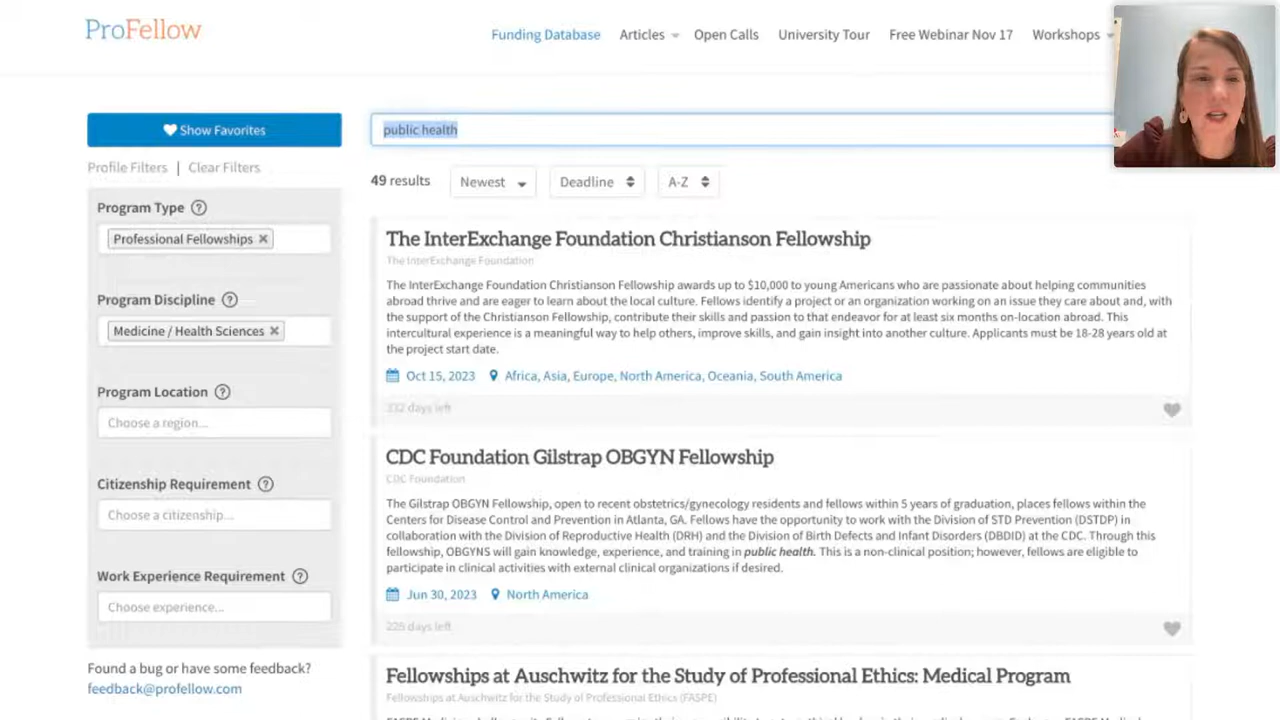 ProFellow
Funding Database Articles Open Calls University Tour Free Webinar Nov 17 Workshops
Show Favorites
Profile Filters | Clear Filters
Program Type
Professional Fellowships ×
Program Discipline
Medicine / Health Sciences ×
Program Location
Choose a region...
Citizenship Requirement
Choose a citizenship...
Work Experience Requirement
Choose experience...
Found a bug or have some feedback?
feedback@profellow.com
public health
49 results Newest Deadline A-Z
The InterExchange Foundation Christianson Fellowship
The InterExchange Foundation
The InterExchange Foundation Christianson Fellowship awards up to $10,000 to young Americans who are passionate about helping communities
abroad thrive and are eager to learn about the local culture. Fellows identify a project or an organization working on an issue they care about and, with
the support of the Christianson Fellowship, contribute their skills and passion to that endeavor for at least six months on-location abroad. This
intercultural experience is a meaningful way to help others, improve skills, and gain insight into another culture. Applicants must be 18-28 years old at
the project start date.
Oct 15, 2023 Africa, Asia, Europe, North America, Oceania, South America
332 days left
CDC Foundation Gilstrap OBGYN Fellowship
CDC Foundation
The Gilstrap OBGYN Fellowship, open to recent obstetrics/gynecology residents and fellows within 5 years of graduation, places fellows within the
Centers for Disease Control and Prevention in Atlanta, GA. Fellows have the opportunity to work with the Division of STD Prevention (DSTDP) in
collaboration with the Division of Reproductive Health (DRH) and the Division of Birth Defects and Infant Disorders (DBDID) at the CDC. Through this
fellowship, OBGYNS will gain knowledge, experience, and training in public health. This is a non-clinical position; however, fellows are eligible to
participate in clinical activities with external clinical organizations if desired.
Jun 30, 2023 North America
225 days left
Fellowships at Auschwitz for the Study of Professional Ethics: Medical Program
Fellowships at Auschwitz for the Study of Professional Ethics (FASPE)